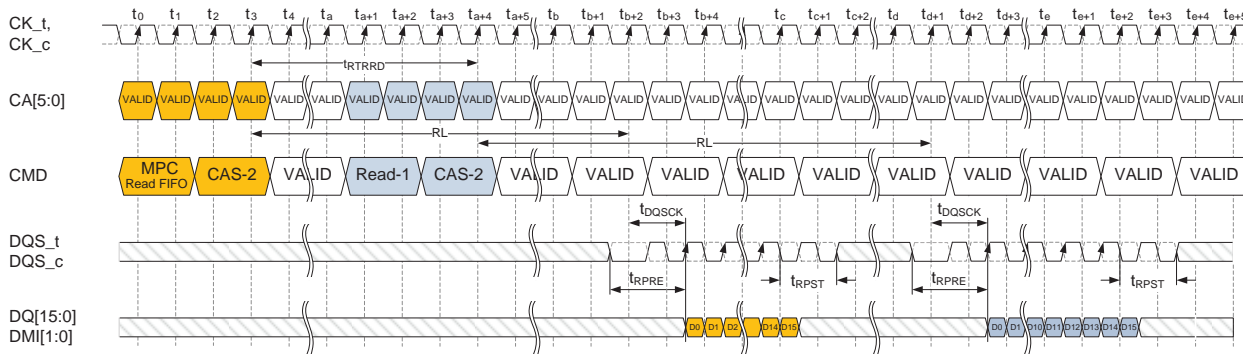 t0 t1 t2 t3 t4 ta ta+1 ta+2 ta+3 ta+4 ta+5 tb tb+1 tb+2 tb+3 tb+4 tc tc+1 tc+2 td td+1 td+2 td+3 te te+1 te+2 te+3 te+4 te+5
CK_t,
CK_c
tRTRRD
CA[5:0] VALID VALID VALID VALID VALID VALID VALID VALID VALID VALID VALID VALID VALID VALID VALID VALID VALID VALID VALID VALID VALID VALID VALID VALID VALID VALID VALID VALID VALID VALID
RL
RL
CMD MPC Read FIFO CAS-2 VALID Read-1 CAS-2 VALID VALID VALID VALID VALID VALID VALID VALID VALID VALID
tDQSCK tDQSCK
DQS_t
DQS_c
tRPRE tRPST tRPRE tRPST
DQ[15:0] D0 D1 D2 D14 D15 D0 D1 D10 D11 D12 D13 D14 D15
DMI[1:0]